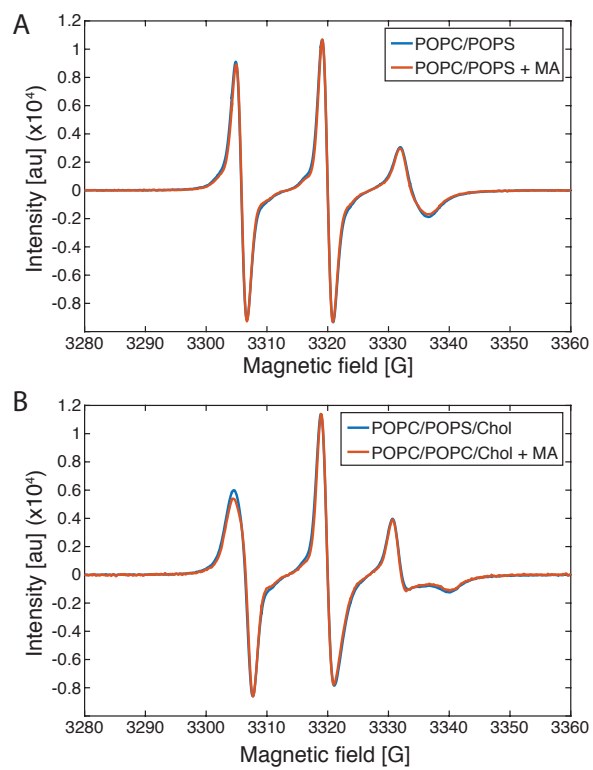 A
1.2
1
0.8
0.6
0.4
0.2
0
-0.2
-0.4
-0.6
-0.8
Intensity [au] (x10⁴)
POPC/POPS
POPC/POPS + MA
3280 3290 3300 3310 3320 3330 3340 3350 3360
Magnetic field [G]
B
1.2
1
0.8
0.6
0.4
0.2
0
-0.2
-0.4
-0.6
-0.8
Intensity [au] (x10⁴)
POPC/POPS/Chol
POPC/POPC/Chol + MA
3280 3290 3300 3310 3320 3330 3340 3350 3360
Magnetic field [G]